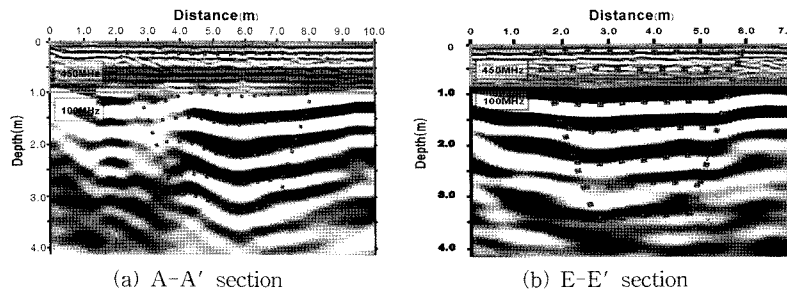 Distance(m)
0 1.0 2.0 3.0 4.0 5.0 6.0 7.0 8.0 9.0 10.0
Depth(m)
0
1.0
2.0
3.0
4.0
450MHz
100MHz
(a) A-A′ section
Distance(m)
0 1.0 2.0 3.0 4.0 5.0 6.0 7.0
Depth(m)
0
1.0
2.0
3.0
4.0
450MHz
100MHz
(b) E-E′ section